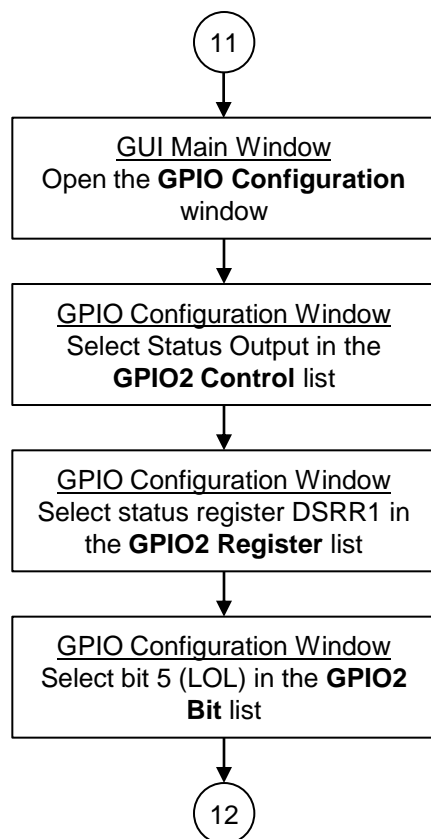 11
GUI Main Window
Open the GPIO Configuration
window
GPIO Configuration Window
Select Status Output in the
GPIO2 Control list
GPIO Configuration Window
Select status register DSRR1 in
the GPIO2 Register list
GPIO Configuration Window
Select bit 5 (LOL) in the GPIO2
Bit list
12